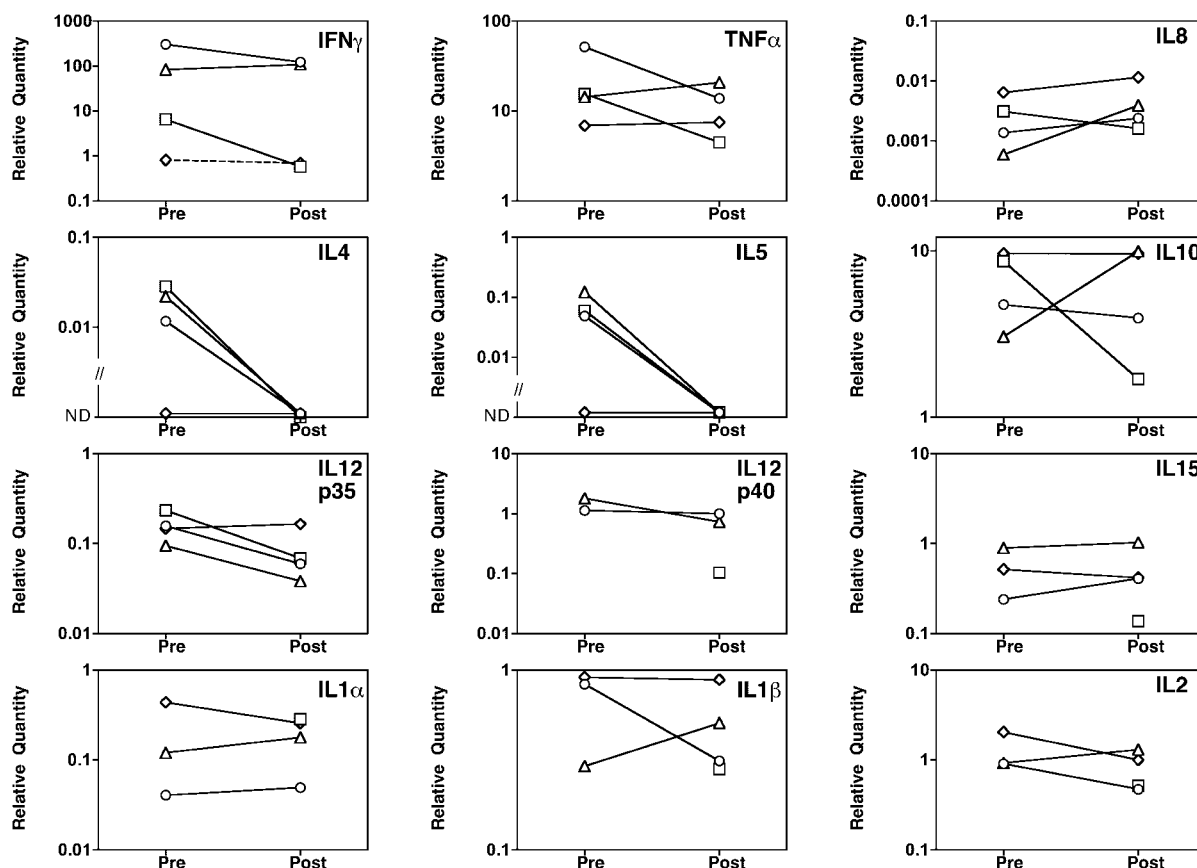 IFNγ
1000
100
10
1
0.1
Relative Quantity
Pre Post
TNFα
100
10
1
Relative Quantity
Pre Post
IL8
0.1
0.01
0.001
0.0001
Relative Quantity
Pre Post
IL4
0.1
0.01
//
ND
Relative Quantity
Pre Post
IL5
1
0.1
0.01
//
ND
Relative Quantity
Pre Post
IL10
10
1
Relative Quantity
Pre Post
IL12
p35
1
0.1
0.01
Relative Quantity
Pre Post
IL12
p40
10
1
0.1
0.01
Relative Quantity
Pre Post
IL15
10
1
0.1
Relative Quantity
Pre Post
IL1α
1
0.1
0.01
Relative Quantity
Pre Post
IL1β
1
0.1
Relative Quantity
Pre Post
IL2
10
1
0.1
Relative Quantity
Pre Post